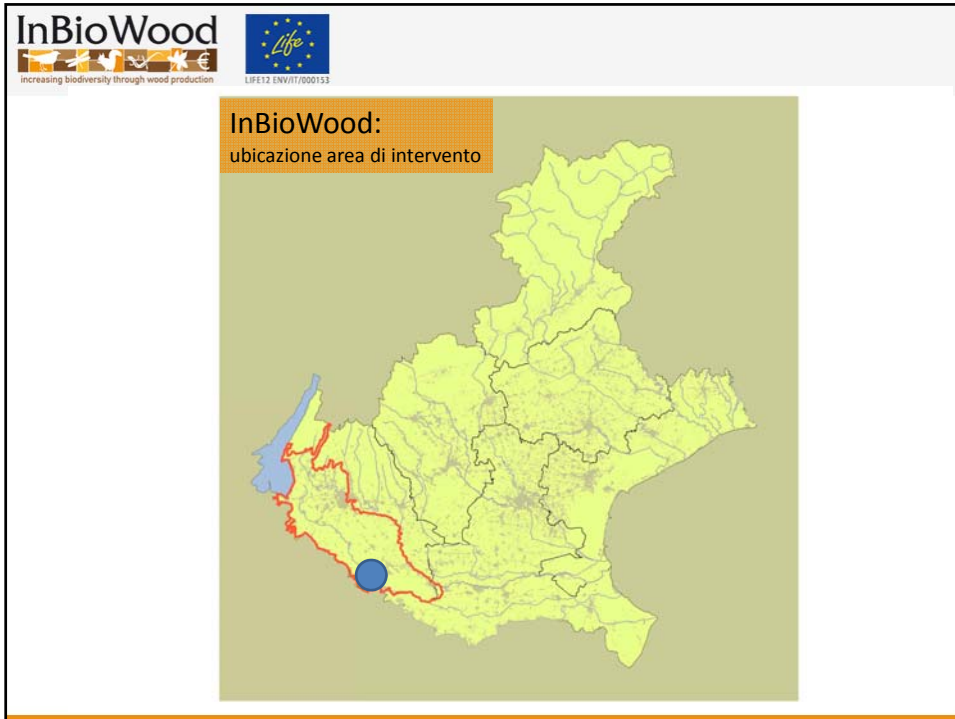 InBioWood
increasing biodiversity through wood production
Life
LIFE12 ENV/IT/000153
InBioWood:
ubicazione area di intervento